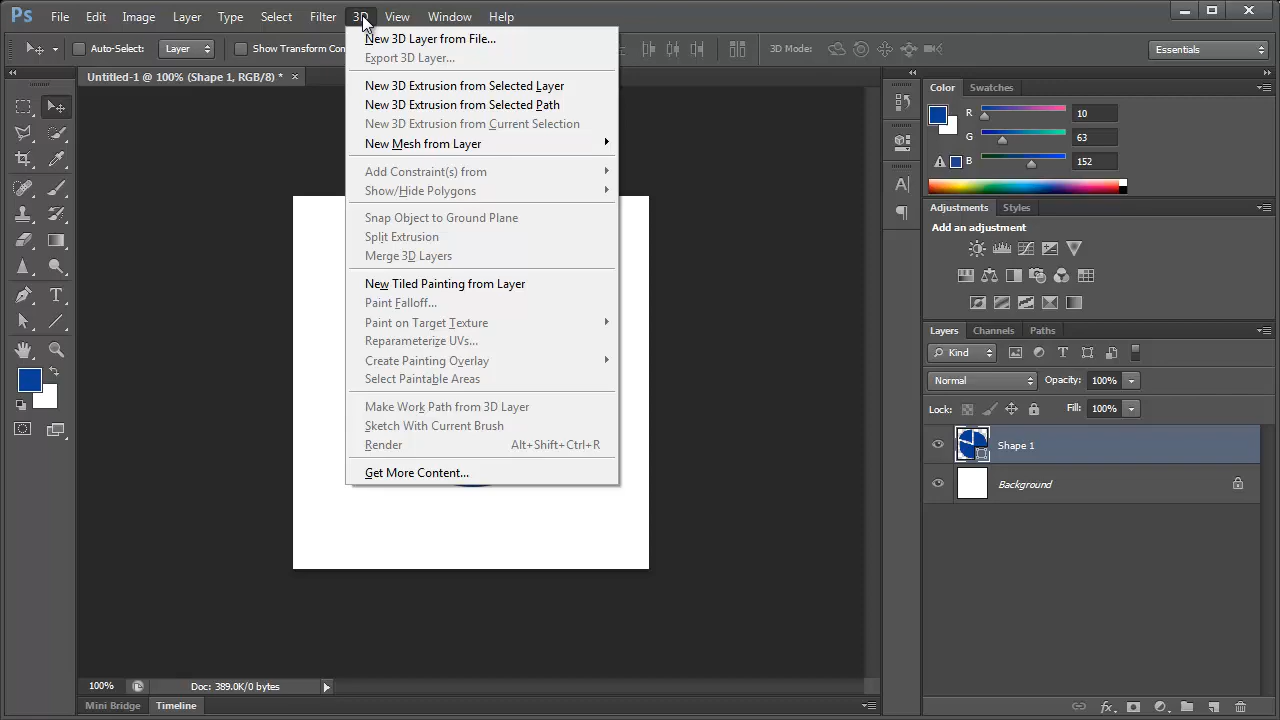 Ps File Edit Image Layer Type Select Filter 3D View Window Help
Auto-Select: Layer Show Transform Con 3D Mode: Essentials
Untitled-1 @ 100% (Shape 1, RGB/8) * ×
New 3D Layer from File...
Export 3D Layer...
New 3D Extrusion from Selected Layer
New 3D Extrusion from Selected Path
New 3D Extrusion from Current Selection
New Mesh from Layer
Add Constraint(s) from
Show/Hide Polygons
Snap Object to Ground Plane
Split Extrusion
Merge 3D Layers
New Tiled Painting from Layer
Paint Falloff...
Paint on Target Texture
Reparameterize UVs...
Create Painting Overlay
Select Paintable Areas
Make Work Path from 3D Layer
Sketch With Current Brush
Render Alt+Shift+Ctrl+R
Get More Content...
Color Swatches
R 10
G 63
B 152
Adjustments Styles
Add an adjustment
Layers Channels Paths
Kind
Normal Opacity: 100%
Lock: Fill: 100%
Shape 1
Background
100% Doc: 389.0K/0 bytes
Mini Bridge Timeline